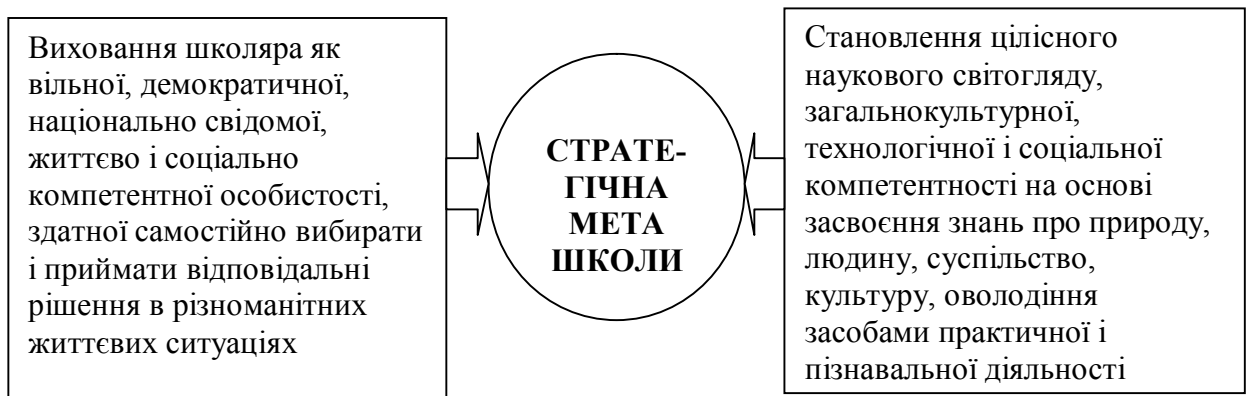 Виховання школяра як
вільної, демократичної,
національно свідомої,
життєво і соціально
компетентної особистості,
здатної самостійно вибирати
і приймати відповідальні
рішення в різноманітних
життєвих ситуаціях
СТРАТЕ-
ГІЧНА
МЕТА
ШКОЛИ
Становлення цілісного
наукового світогляду,
загальнокультурної,
технологічної і соціальної
компетентності на основі
засвоєння знань про природу,
людину, суспільство,
культуру, оволодіння
засобами практичної і
пізнавальної діяльності